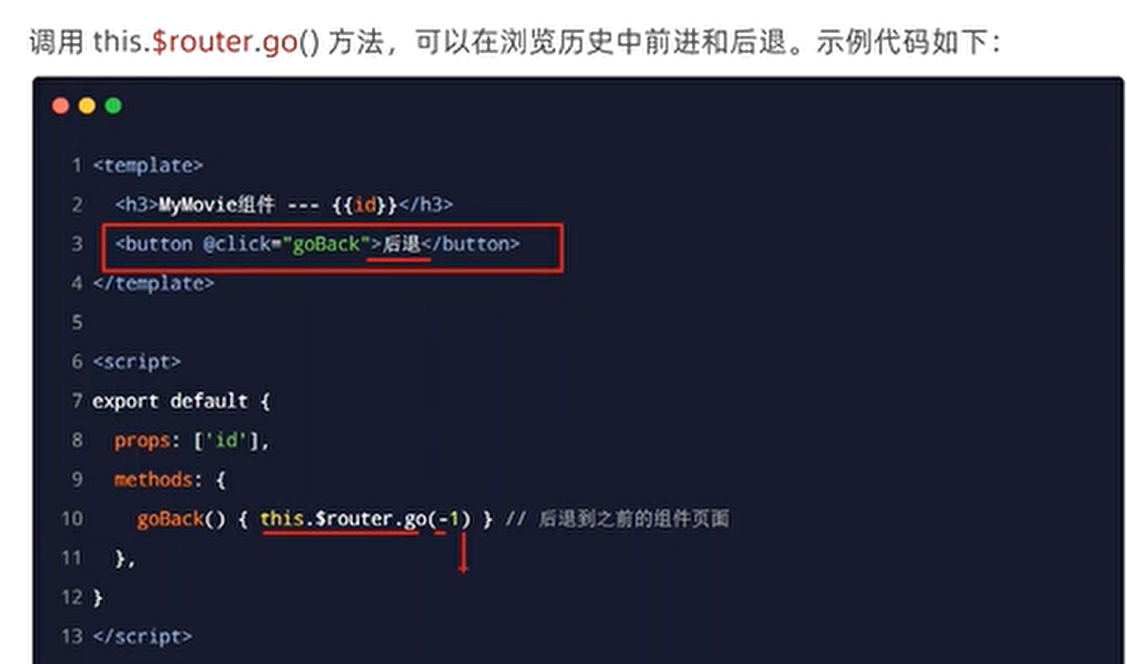 调用 this.$router.go() 方法，可以在浏览历史中前进和后退。示例代码如下：
1 <template>
2   <h3>MyMovie组件 --- {{id}}</h3>
3   <button @click="goBack">后退</button>
4 </template>
5
6 <script>
7 export default {
8   props: ['id'],
9   methods: {
10     goBack() { this.$router.go(-1) } // 后退到之前的组件页面
11   },
12 }
13 </script>